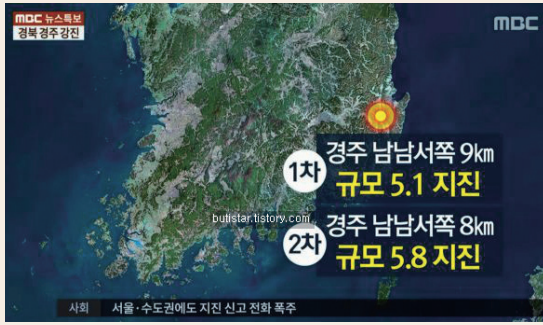 MBC 뉴스특보
경북 경주 강진
MBC
1차
경주 남남서쪽 9㎞
규모 5.1 지진
butistar.tistory.com
2차
경주 남남서쪽 8㎞
규모 5.8 지진
사회 서울·수도권에도 지진 신고 전화 폭주